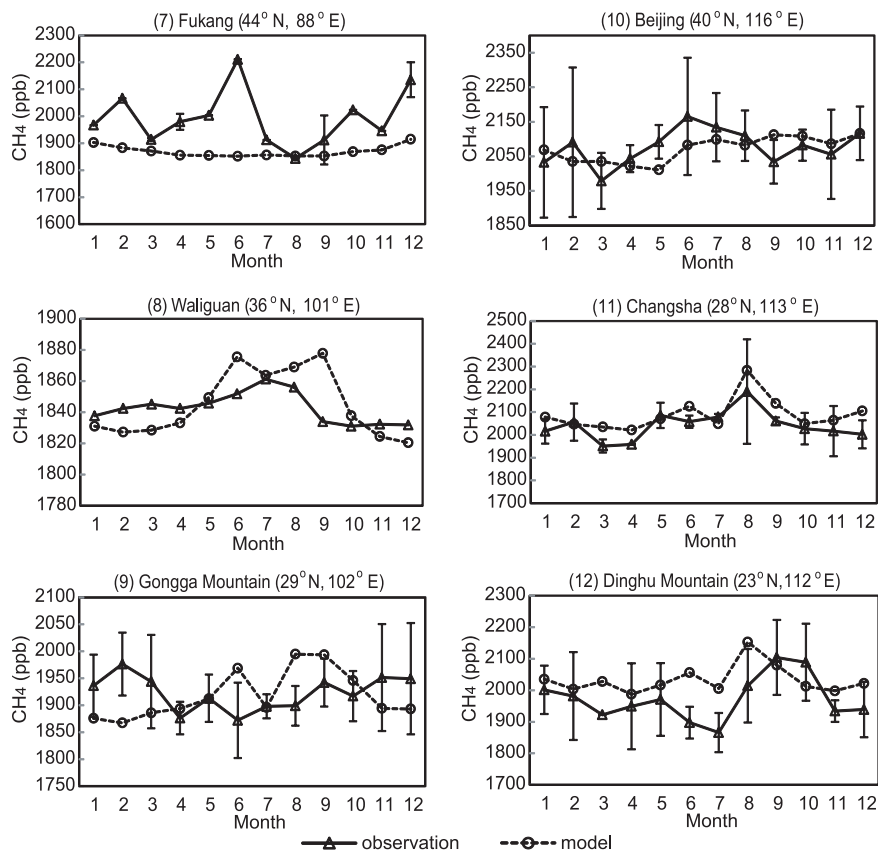 (7) Fukang (44° N, 88° E)
CH₄ (ppb)
2300
2200
2100
2000
1900
1800
1700
1600
1 2 3 4 5 6 7 8 9 10 11 12
Month
(10) Beijing (40° N, 116° E)
CH₄ (ppb)
2350
2250
2150
2050
1950
1850
1 2 3 4 5 6 7 8 9 10 11 12
Month
(8) Waliguan (36° N, 101° E)
CH₄ (ppb)
1900
1880
1860
1840
1820
1800
1780
1 2 3 4 5 6 7 8 9 10 11 12
Month
(11) Changsha (28° N, 113° E)
CH₄ (ppb)
2500
2400
2300
2200
2100
2000
1900
1800
1700
1 2 3 4 5 6 7 8 9 10 11 12
Month
(9) Gongga Mountain (29° N, 102° E)
CH₄ (ppb)
2100
2050
2000
1950
1900
1850
1800
1750
1 2 3 4 5 6 7 8 9 10 11 12
Month
(12) Dinghu Mountain (23° N, 112° E)
CH₄ (ppb)
2300
2200
2100
2000
1900
1800
1700
1 2 3 4 5 6 7 8 9 10 11 12
Month
observation model